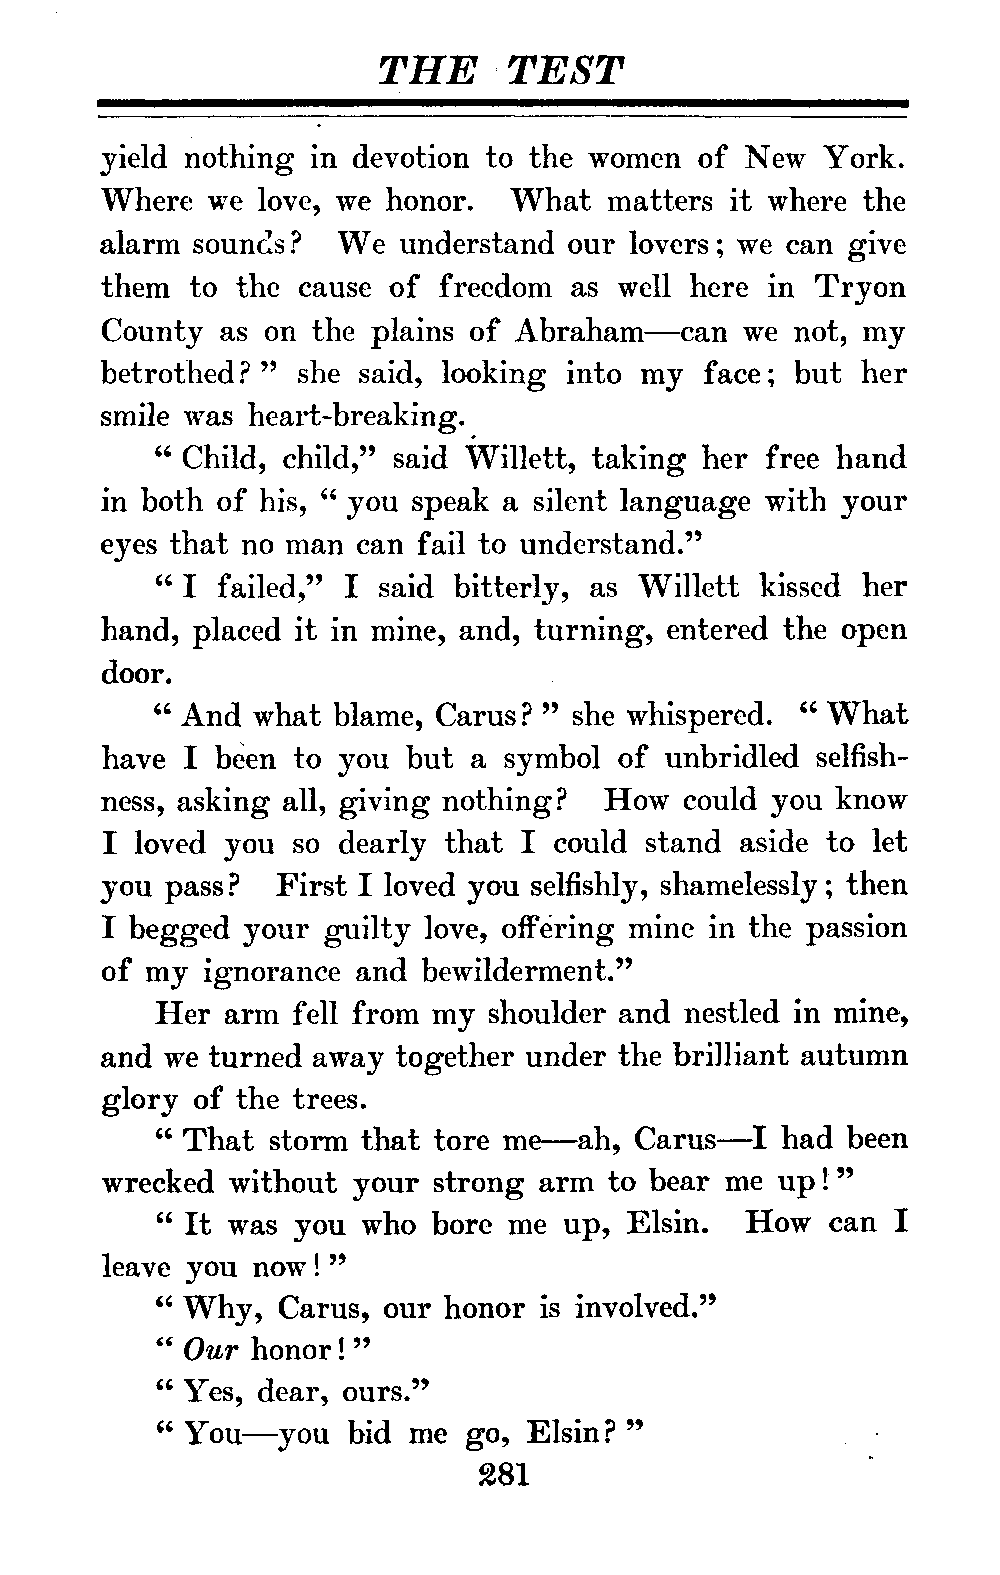 THE TEST
yield nothing in devotion to the women of New York.
Where we love, we honor. What matters it where the
alarm sounds? We understand our lovers; we can give
them to the cause of freedom as well here in Tryon
County as on the plains of Abraham—can we not, my
betrothed?" she said, looking into my face; but her
smile was heart-breaking.
"Child, child," said Willett, taking her free hand
in both of his, "you speak a silent language with your
eyes that no man can fail to understand."
"I failed," I said bitterly, as Willett kissed her
hand, placed it in mine, and, turning, entered the open
door.
"And what blame, Carus?" she whispered. "What
have I been to you but a symbol of unbridled selfish-
ness, asking all, giving nothing? How could you know
I loved you so dearly that I could stand aside to let
you pass? First I loved you selfishly, shamelessly; then
I begged your guilty love, offering mine in the passion
of my ignorance and bewilderment."
Her arm fell from my shoulder and nestled in mine,
and we turned away together under the brilliant autumn
glory of the trees.
"That storm that tore me—ah, Carus—I had been
wrecked without your strong arm to bear me up!"
"It was you who bore me up, Elsin. How can I
leave you now!"
"Why, Carus, our honor is involved."
"Our honor!"
"Yes, dear, ours."
"You—you bid me go, Elsin?"
281